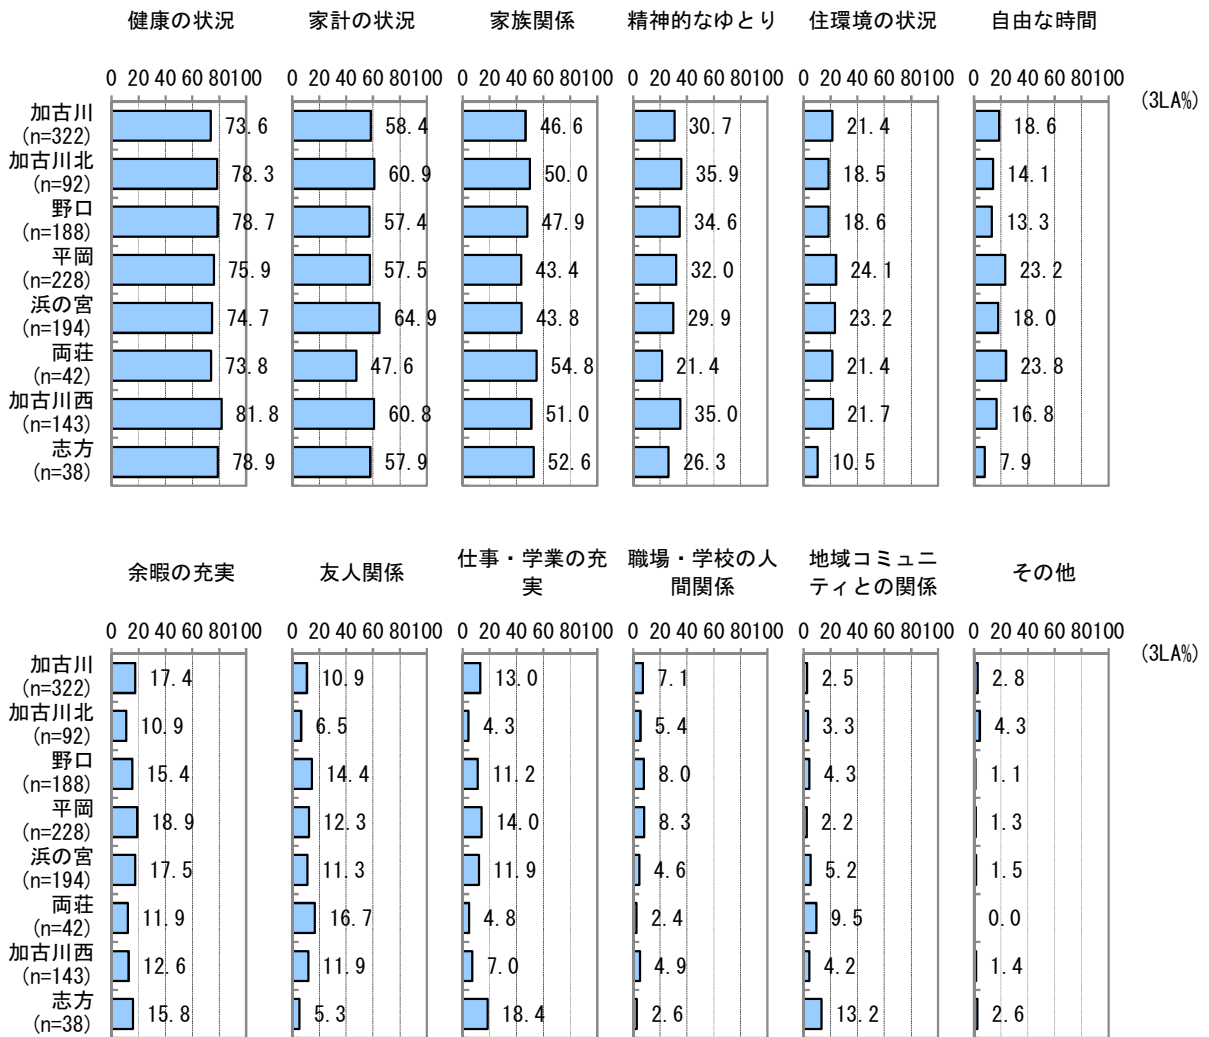 健康の状況 家計の状況 家族関係 精神的なゆとり 住環境の状況 自由な時間
0 20 40 60 80100 0 20 40 60 80100 0 20 40 60 80100 0 20 40 60 80100 0 20 40 60 80100 0 20 40 60 80100
(3LA%)
加古川
(n=322) 73.6 58.4 46.6 30.7 21.4 18.6
加古川北
(n=92) 78.3 60.9 50.0 35.9 18.5 14.1
野口
(n=188) 78.7 57.4 47.9 34.6 18.6 13.3
平岡
(n=228) 75.9 57.5 43.4 32.0 24.1 23.2
浜の宮
(n=194) 74.7 64.9 43.8 29.9 23.2 18.0
両荘
(n=42) 73.8 47.6 54.8 21.4 21.4 23.8
加古川西
(n=143) 81.8 60.8 51.0 35.0 21.7 16.8
志方
(n=38) 78.9 57.9 52.6 26.3 10.5 7.9
余暇の充実 友人関係 仕事・学業の充 職場・学校の人 地域コミュニ その他
実 間関係 ティとの関係
0 20 40 60 80100 0 20 40 60 80100 0 20 40 60 80100 0 20 40 60 80100 0 20 40 60 80100 0 20 40 60 80100
(3LA%)
加古川
(n=322) 17.4 10.9 13.0 7.1 2.5 2.8
加古川北
(n=92) 10.9 6.5 4.3 5.4 3.3 4.3
野口
(n=188) 15.4 14.4 11.2 8.0 4.3 1.1
平岡
(n=228) 18.9 12.3 14.0 8.3 2.2 1.3
浜の宮
(n=194) 17.5 11.3 11.9 4.6 5.2 1.5
両荘
(n=42) 11.9 16.7 4.8 2.4 9.5 0.0
加古川西
(n=143) 12.6 11.9 7.0 4.9 4.2 1.4
志方
(n=38) 15.8 5.3 18.4 2.6 13.2 2.6